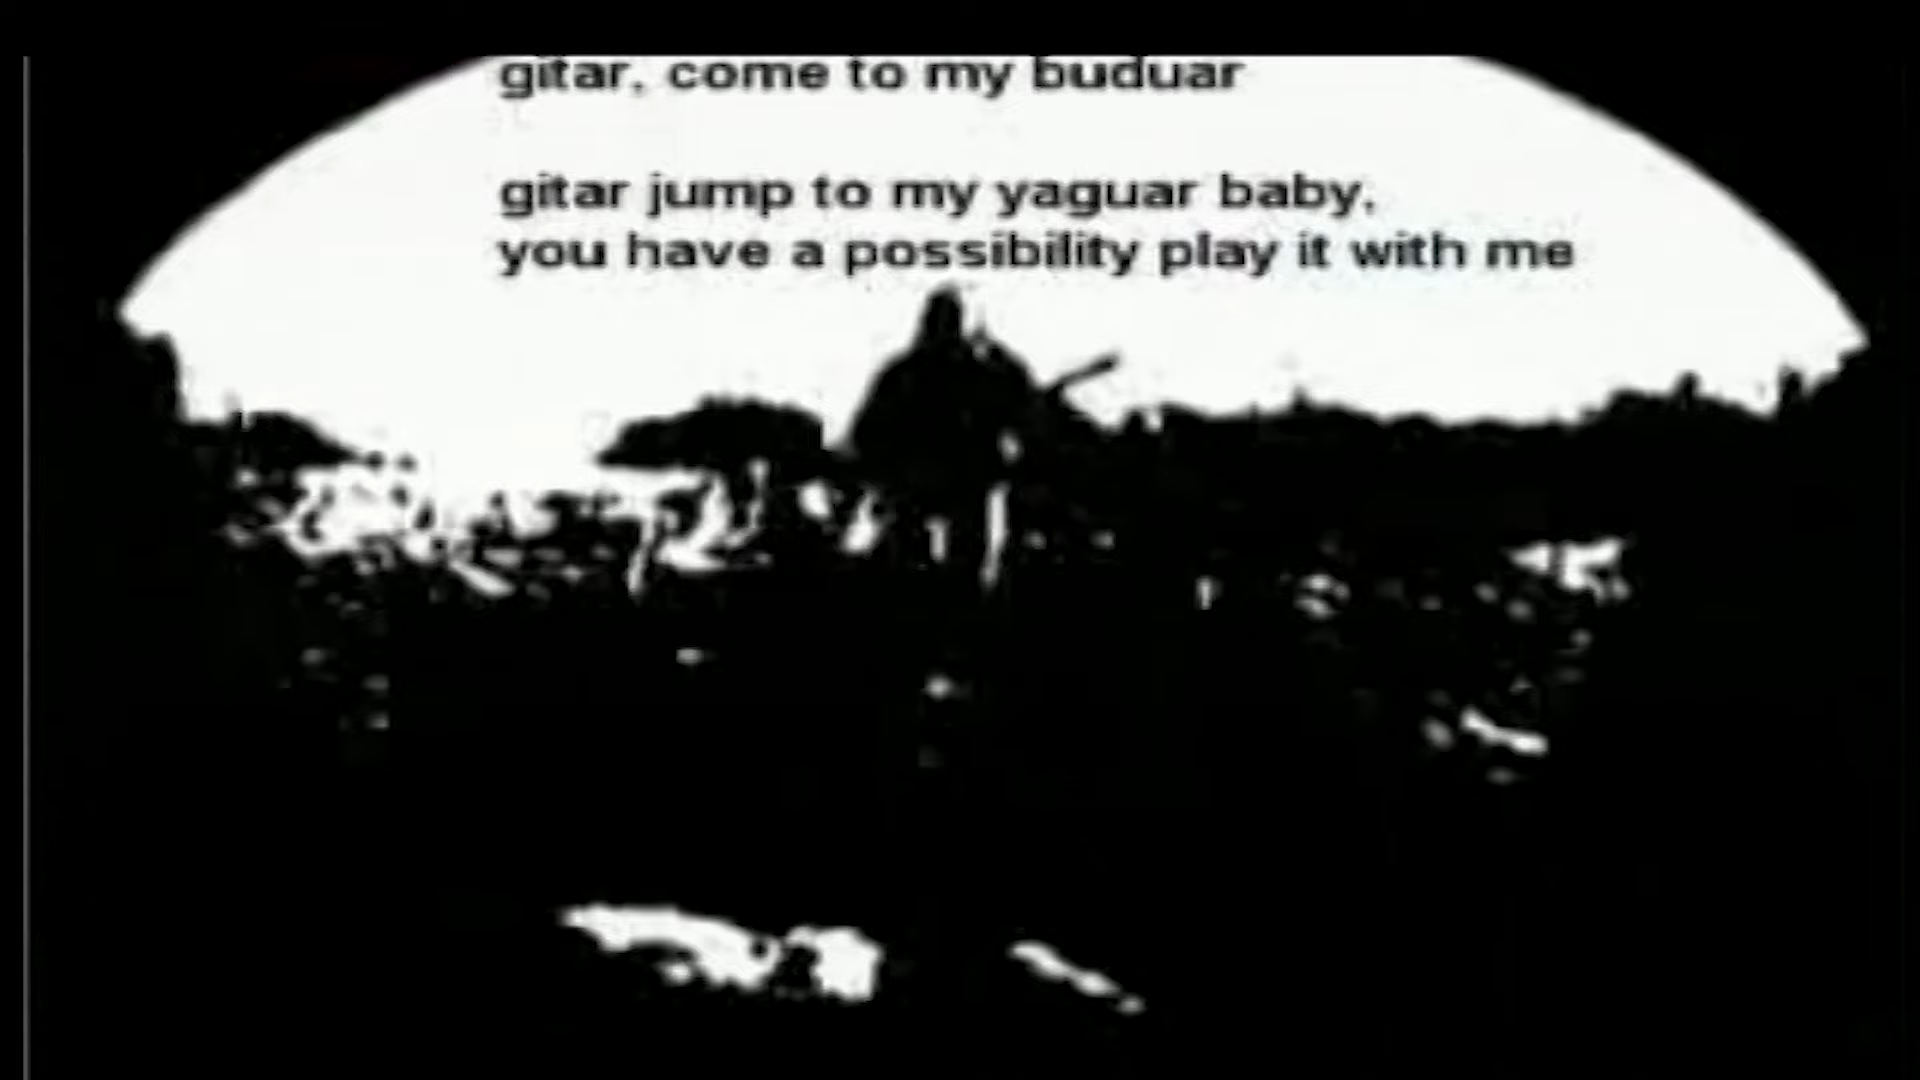 gitar, come to my buduar
gitar jump to my yaguar baby,
you have a possibility play it with me